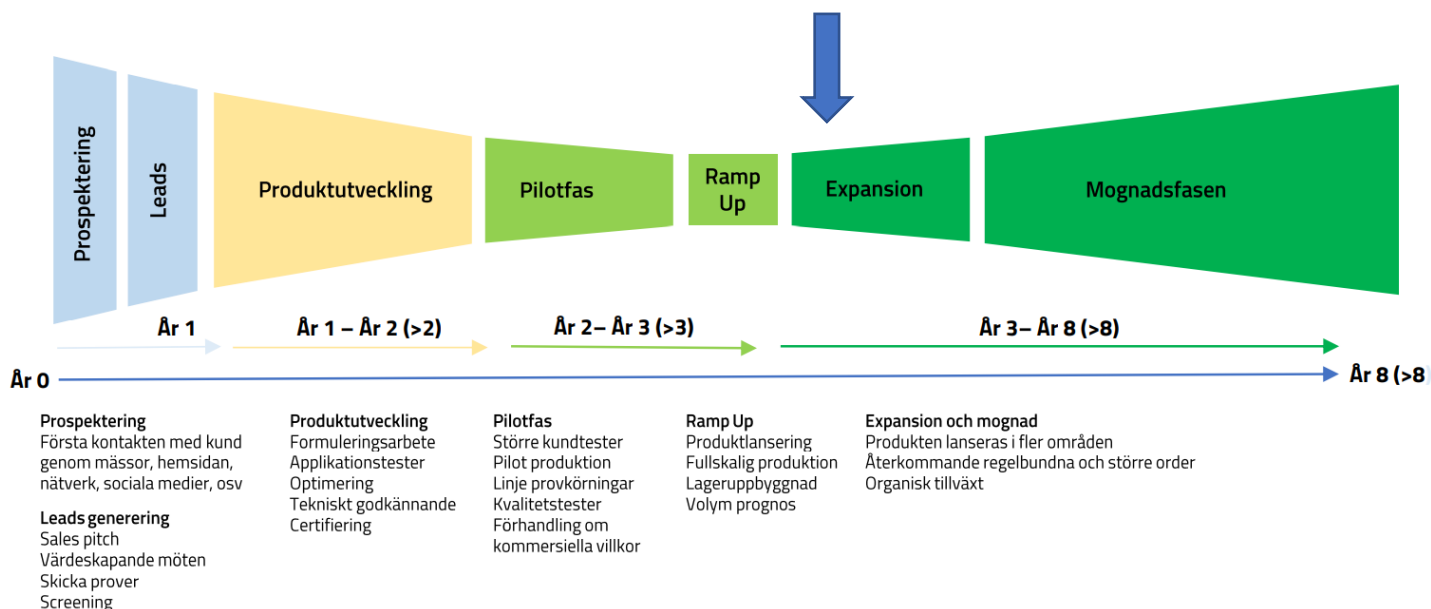 Prospektering
Leads
Produktutveckling
Pilotfas
Ramp
Up
Expansion
Mognadsfasen
År 1
År 1 – År 2 (>2)
År 2– År 3 (>3)
År 3– År 8 (>8)
År 0
År 8 (>8)
Prospektering
Första kontakten med kund
genom mässor, hemsidan,
nätverk, sociala medier, osv
Leads generering
Sales pitch
Värdeskapande möten
Skicka prover
Screening
Produktutveckling
Formuleringsarbete
Applikationstester
Optimering
Tekniskt godkännande
Certifiering
Pilotfas
Större kundtester
Pilot produktion
Linje provkörningar
Kvalitetstester
Förhandling om
kommersiella villkor
Ramp Up
Produktlansering
Fullskalig produktion
Lageruppbyggnad
Volym prognos
Expansion och mognad
Produkten lanseras i fler områden
Återkommande regelbundna och större order
Organisk tillväxt